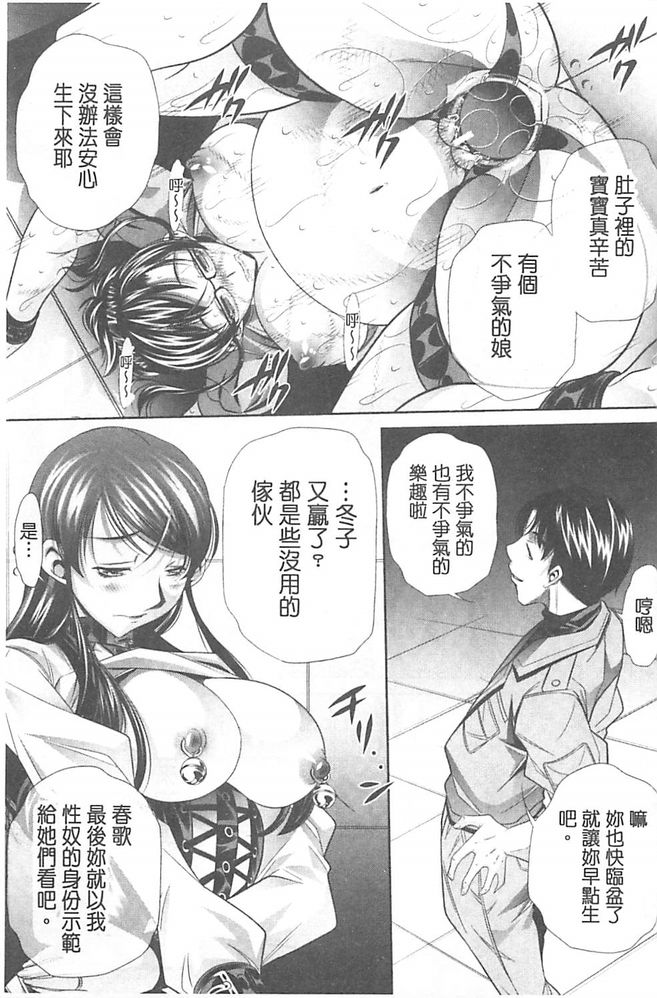 肚子裡的
寶寶真辛苦
有個
不爭氣的娘
這樣會
沒辦法安心
生下來耶
呼～～
呼～～
呼～～
哼嗯
我不爭氣的
也有不爭氣的
樂趣啦
嘛
妳也快臨盆了
就讓妳早點生
吧。
…冬子
又贏了?
都是些沒用的
傢伙
是…
春歌
最後妳就以我
性奴的身份示範
給她們看吧。